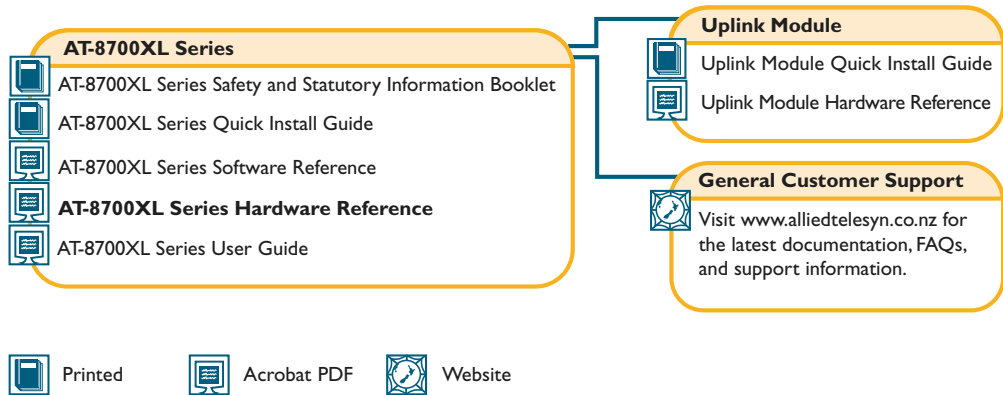 AT-8700XL Series
AT-8700XL Series Safety and Statutory Information Booklet
AT-8700XL Series Quick Install Guide
AT-8700XL Series Software Reference
AT-8700XL Series Hardware Reference
AT-8700XL Series User Guide
Uplink Module
Uplink Module Quick Install Guide
Uplink Module Hardware Reference
General Customer Support
Visit www.alliedtelesyn.co.nz for
the latest documentation, FAQs,
and support information.
Printed
Acrobat PDF
Website